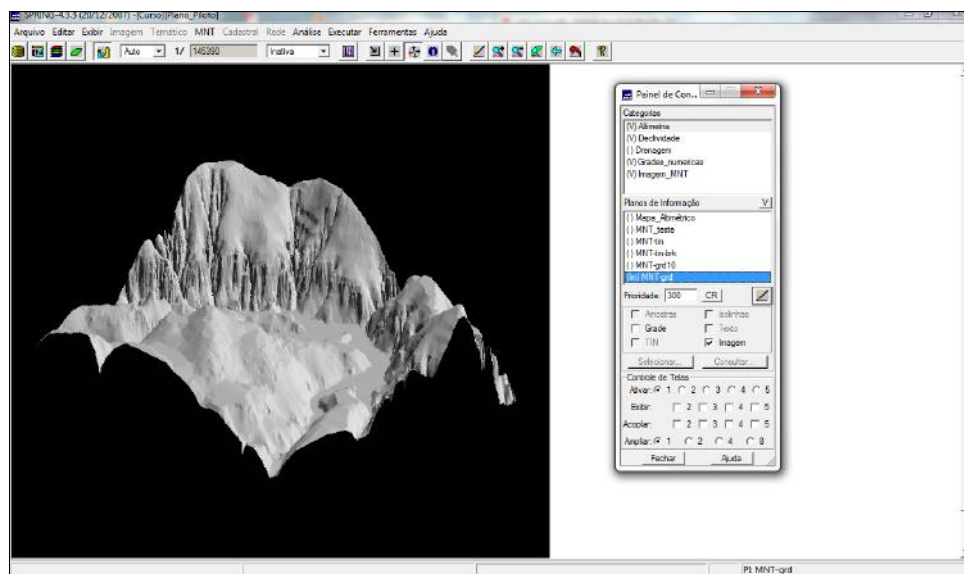 SPRING-4.3.3 (20/12/2007) -[Curso][Plano_Piloto]
Arquivo Editar Exibir Imagem Temático MNT Cadastral Rede Análise Executar Ferramentas Ajuda
Auto 1/ 145390 Inativa
Painel de Con...
Categorias
(V) Altimetria
(V) Declividade
( ) Drenagem
(V) Grades_numericas
(V) Imagem_MNT
Planos de Informação V
( ) Mapa_Altimétrico
( ) MNT_teste
( ) MNT-tin
( ) MNT-tin-brk
( ) MNT-grd10
MNT-grd
Prioridade: 300 CR
Amostras Isolinhas
Grade Texto
TIN Imagem
Selecionar... Consultar...
Controle de Telas
Ativar: 1 2 3 4 5
Exibir: 2 3 4 5
Acoplar: 2 3 4 5
Ampliar: 1 2 4 8
Fechar Ajuda
PI: MNT-grd